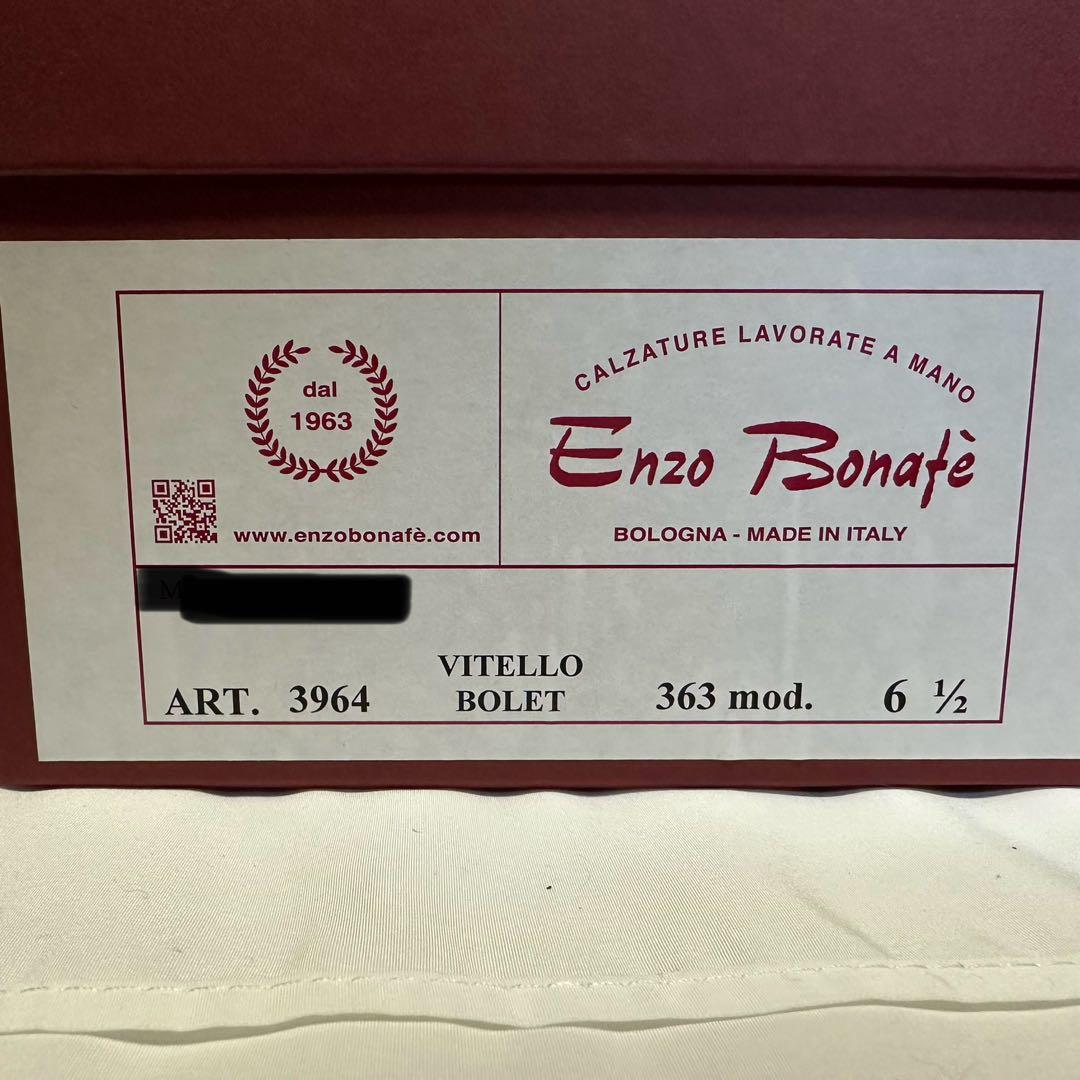 dal
1963
www.enzobonafè.com
CALZATURE LAVORATE A MANO
Enzo Bonafè
BOLOGNA - MADE IN ITALY
M
ART. 3964
VITELLO
BOLET
363 mod.
6 ½